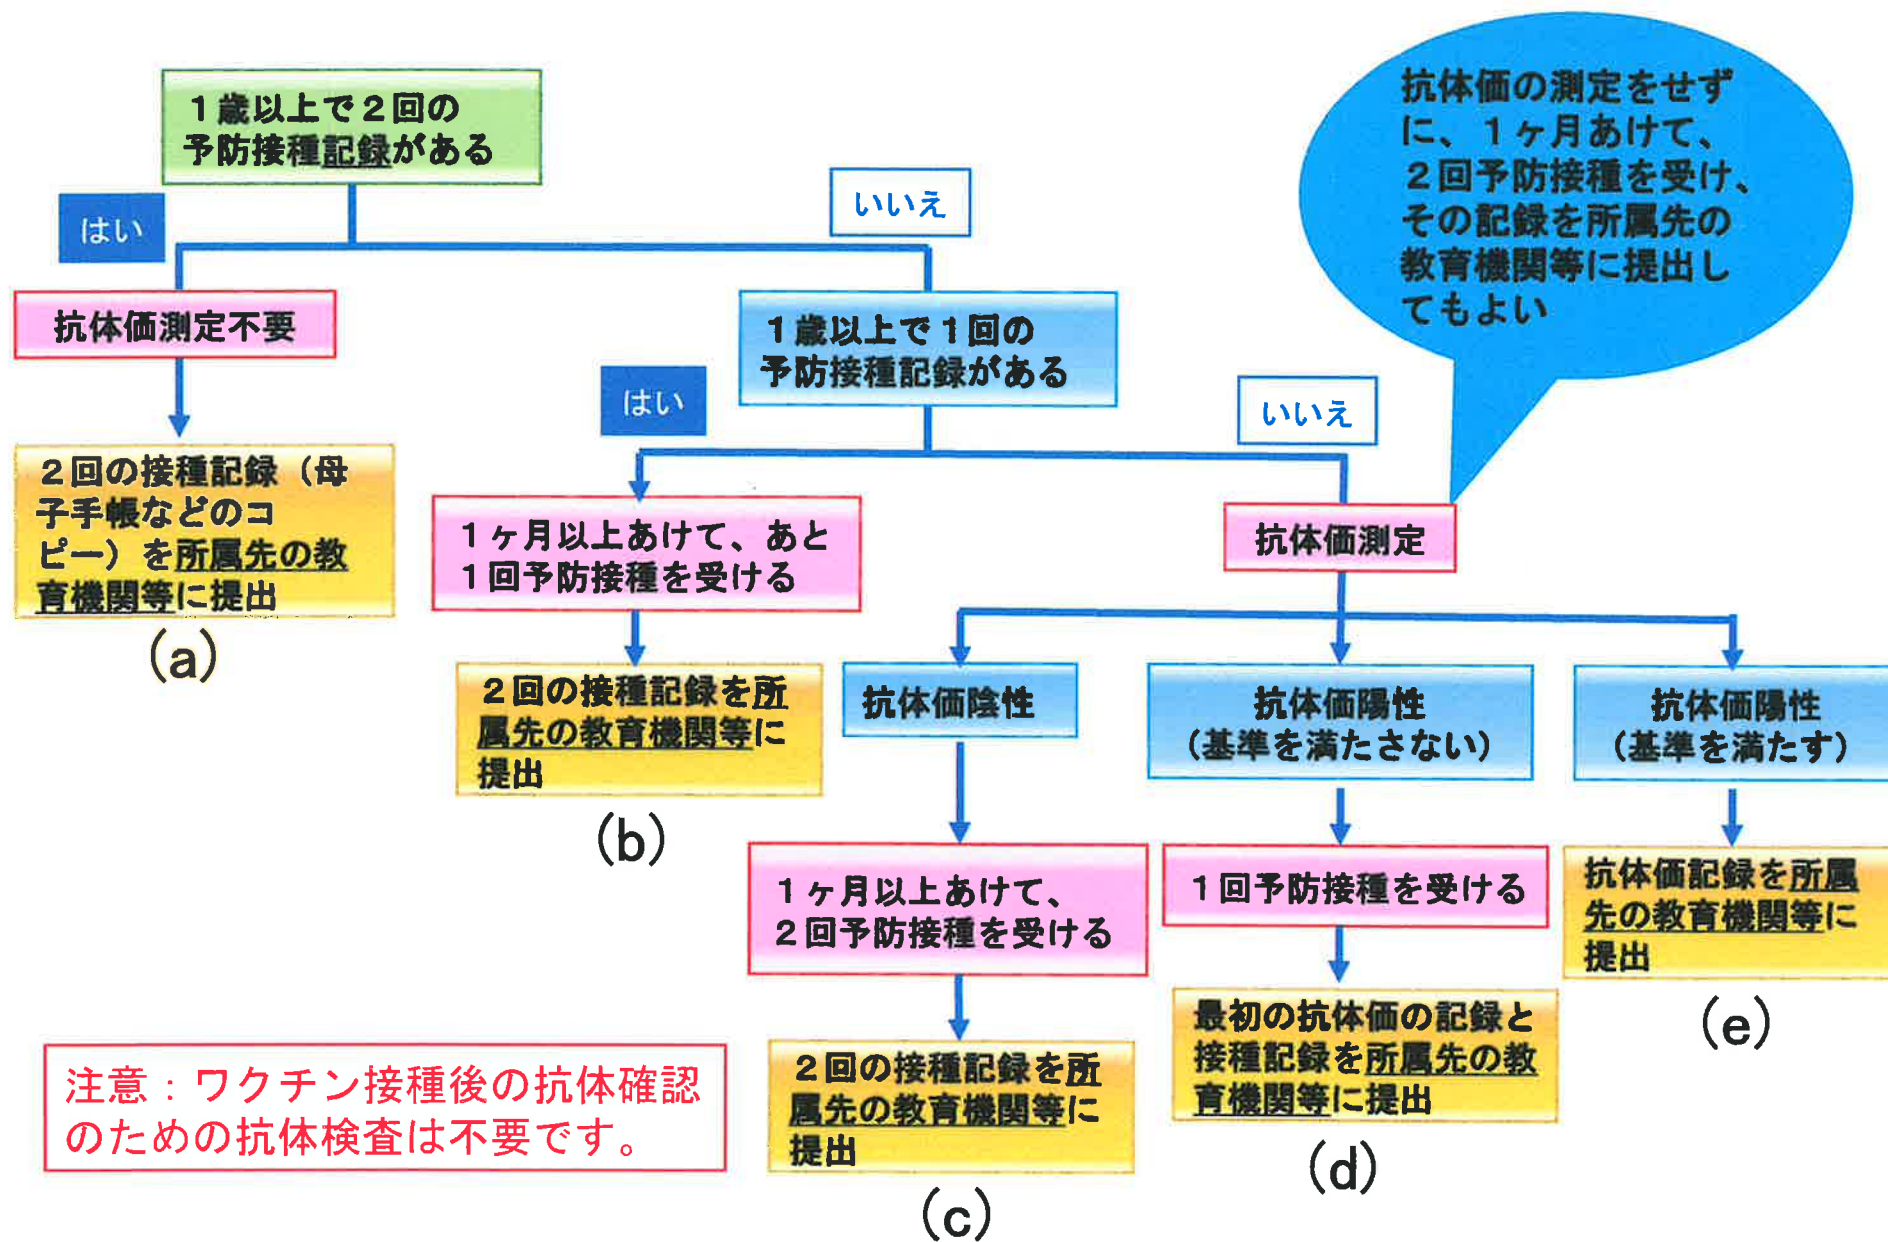 １歳以上で２回の
予防接種記録がある
はい
いいえ
抗体価の測定をせず
に、１ヶ月あけて、
２回予防接種を受け、
その記録を所属先の
教育機関等に提出し
てもよい
抗体価測定不要
１歳以上で１回の
予防接種記録がある
はい
いいえ
２回の接種記録（母
子手帳などのコ
ピー）を所属先の教
育機関等に提出
(a)
１ヶ月以上あけて、あと
１回予防接種を受ける
抗体価測定
２回の接種記録を所
属先の教育機関等に
提出
(b)
抗体価陰性
抗体価陽性
（基準を満たさない）
抗体価陽性
（基準を満たす）
１ヶ月以上あけて、
２回予防接種を受ける
１回予防接種を受ける
抗体価記録を所属
先の教育機関等に
提出
(e)
２回の接種記録を所
属先の教育機関等に
提出
(c)
最初の抗体価の記録と
接種記録を所属先の教
育機関等に提出
(d)
注意：ワクチン接種後の抗体確認
のための抗体検査は不要です。